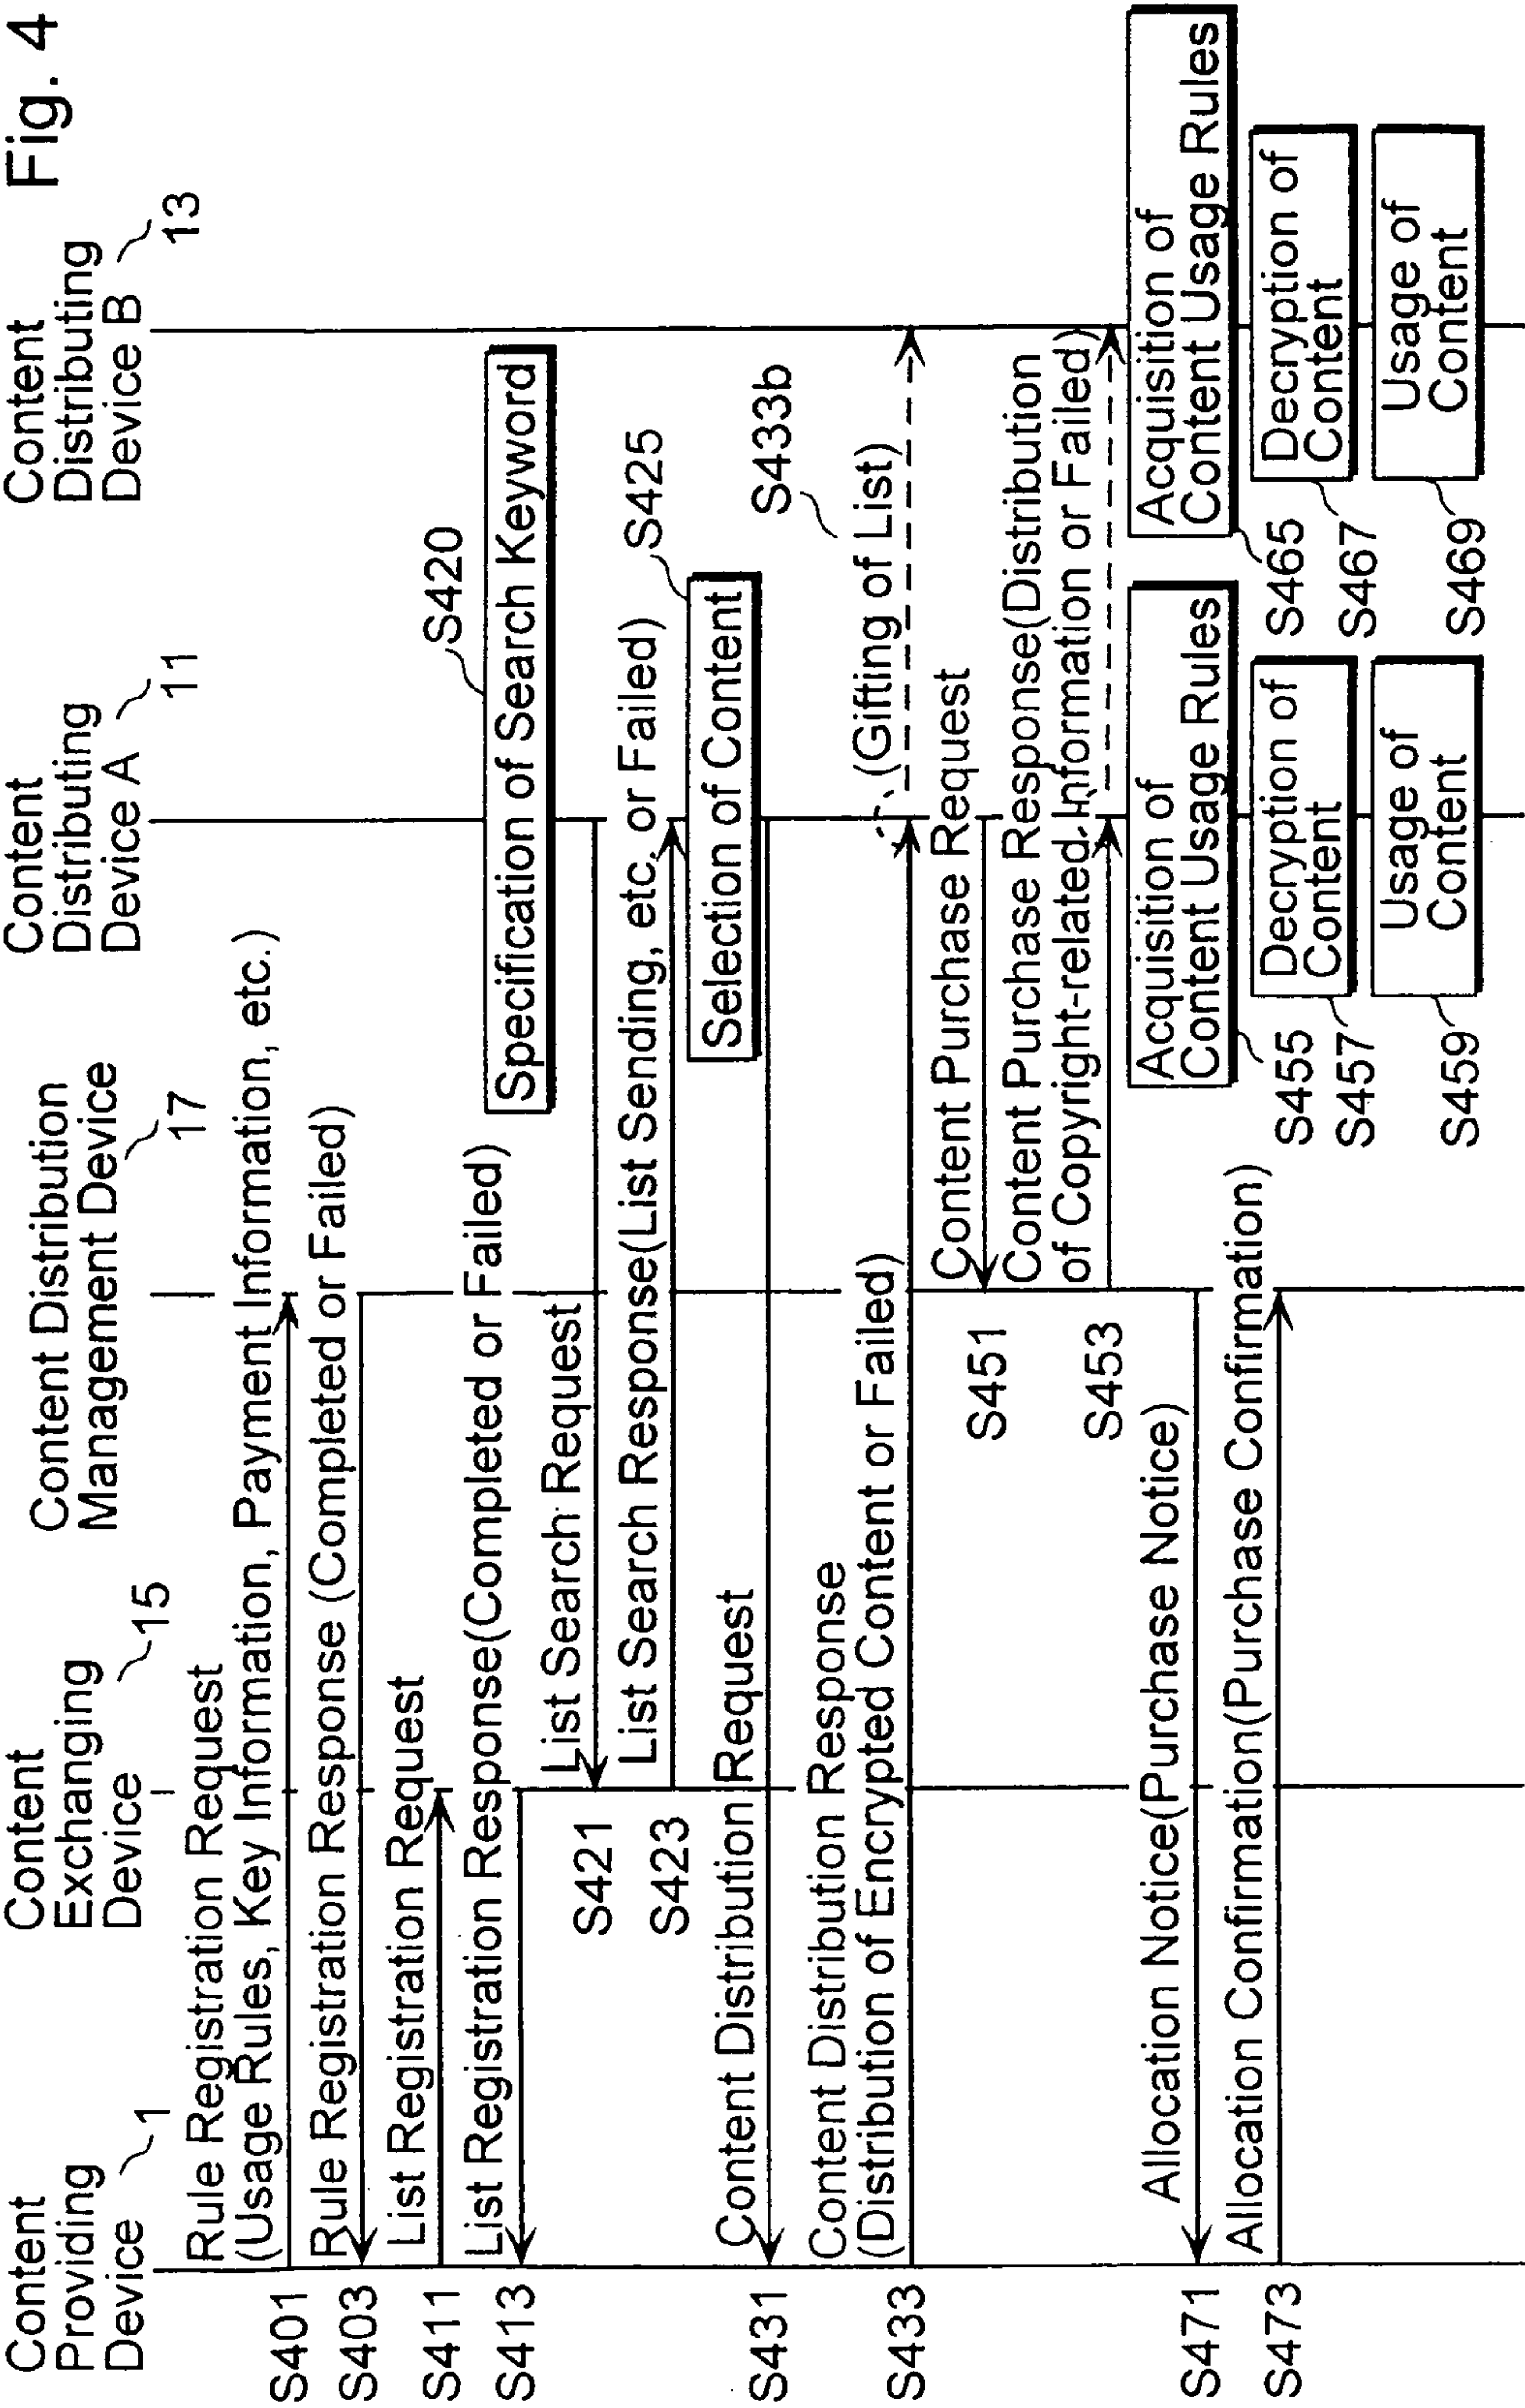 Fig. 4
Content
Providing
Device
1
Content
Exchanging
Device
15
Content Distribution
Management Device
17
Content
Distributing
Device A
11
Content
Distributing
Device B
13
S401
Rule Registration Request
(Usage Rules, Key Information, Payment Information, etc.)
S403
Rule Registration Response (Completed or Failed)
S411
List Registration Request
S413
List Registration Response(Completed or Failed)
S420
Specification of Search Keyword
S421
List Search Request
S423
List Search Response(List Sending, etc. or Failed)
S425
Selection of Content
S431
Content Distribution Request
S433
Content Distribution Response
(Distribution of Encrypted Content or Failed)
S433b
(Gifting of List)
S451
Content Purchase Request
S453
Content Purchase Response(Distribution
of Copyright-related Information or Failed)
Acquisition of
Content Usage Rules
S455
Acquisition of
Content Usage Rules
S465
Decryption of
Content
S457
Decryption of
Content
S467
Usage of
Content
S459
Usage of
Content
S469
S471
Allocation Notice(Purchase Notice)
S473
Allocation Confirmation(Purchase Confirmation)